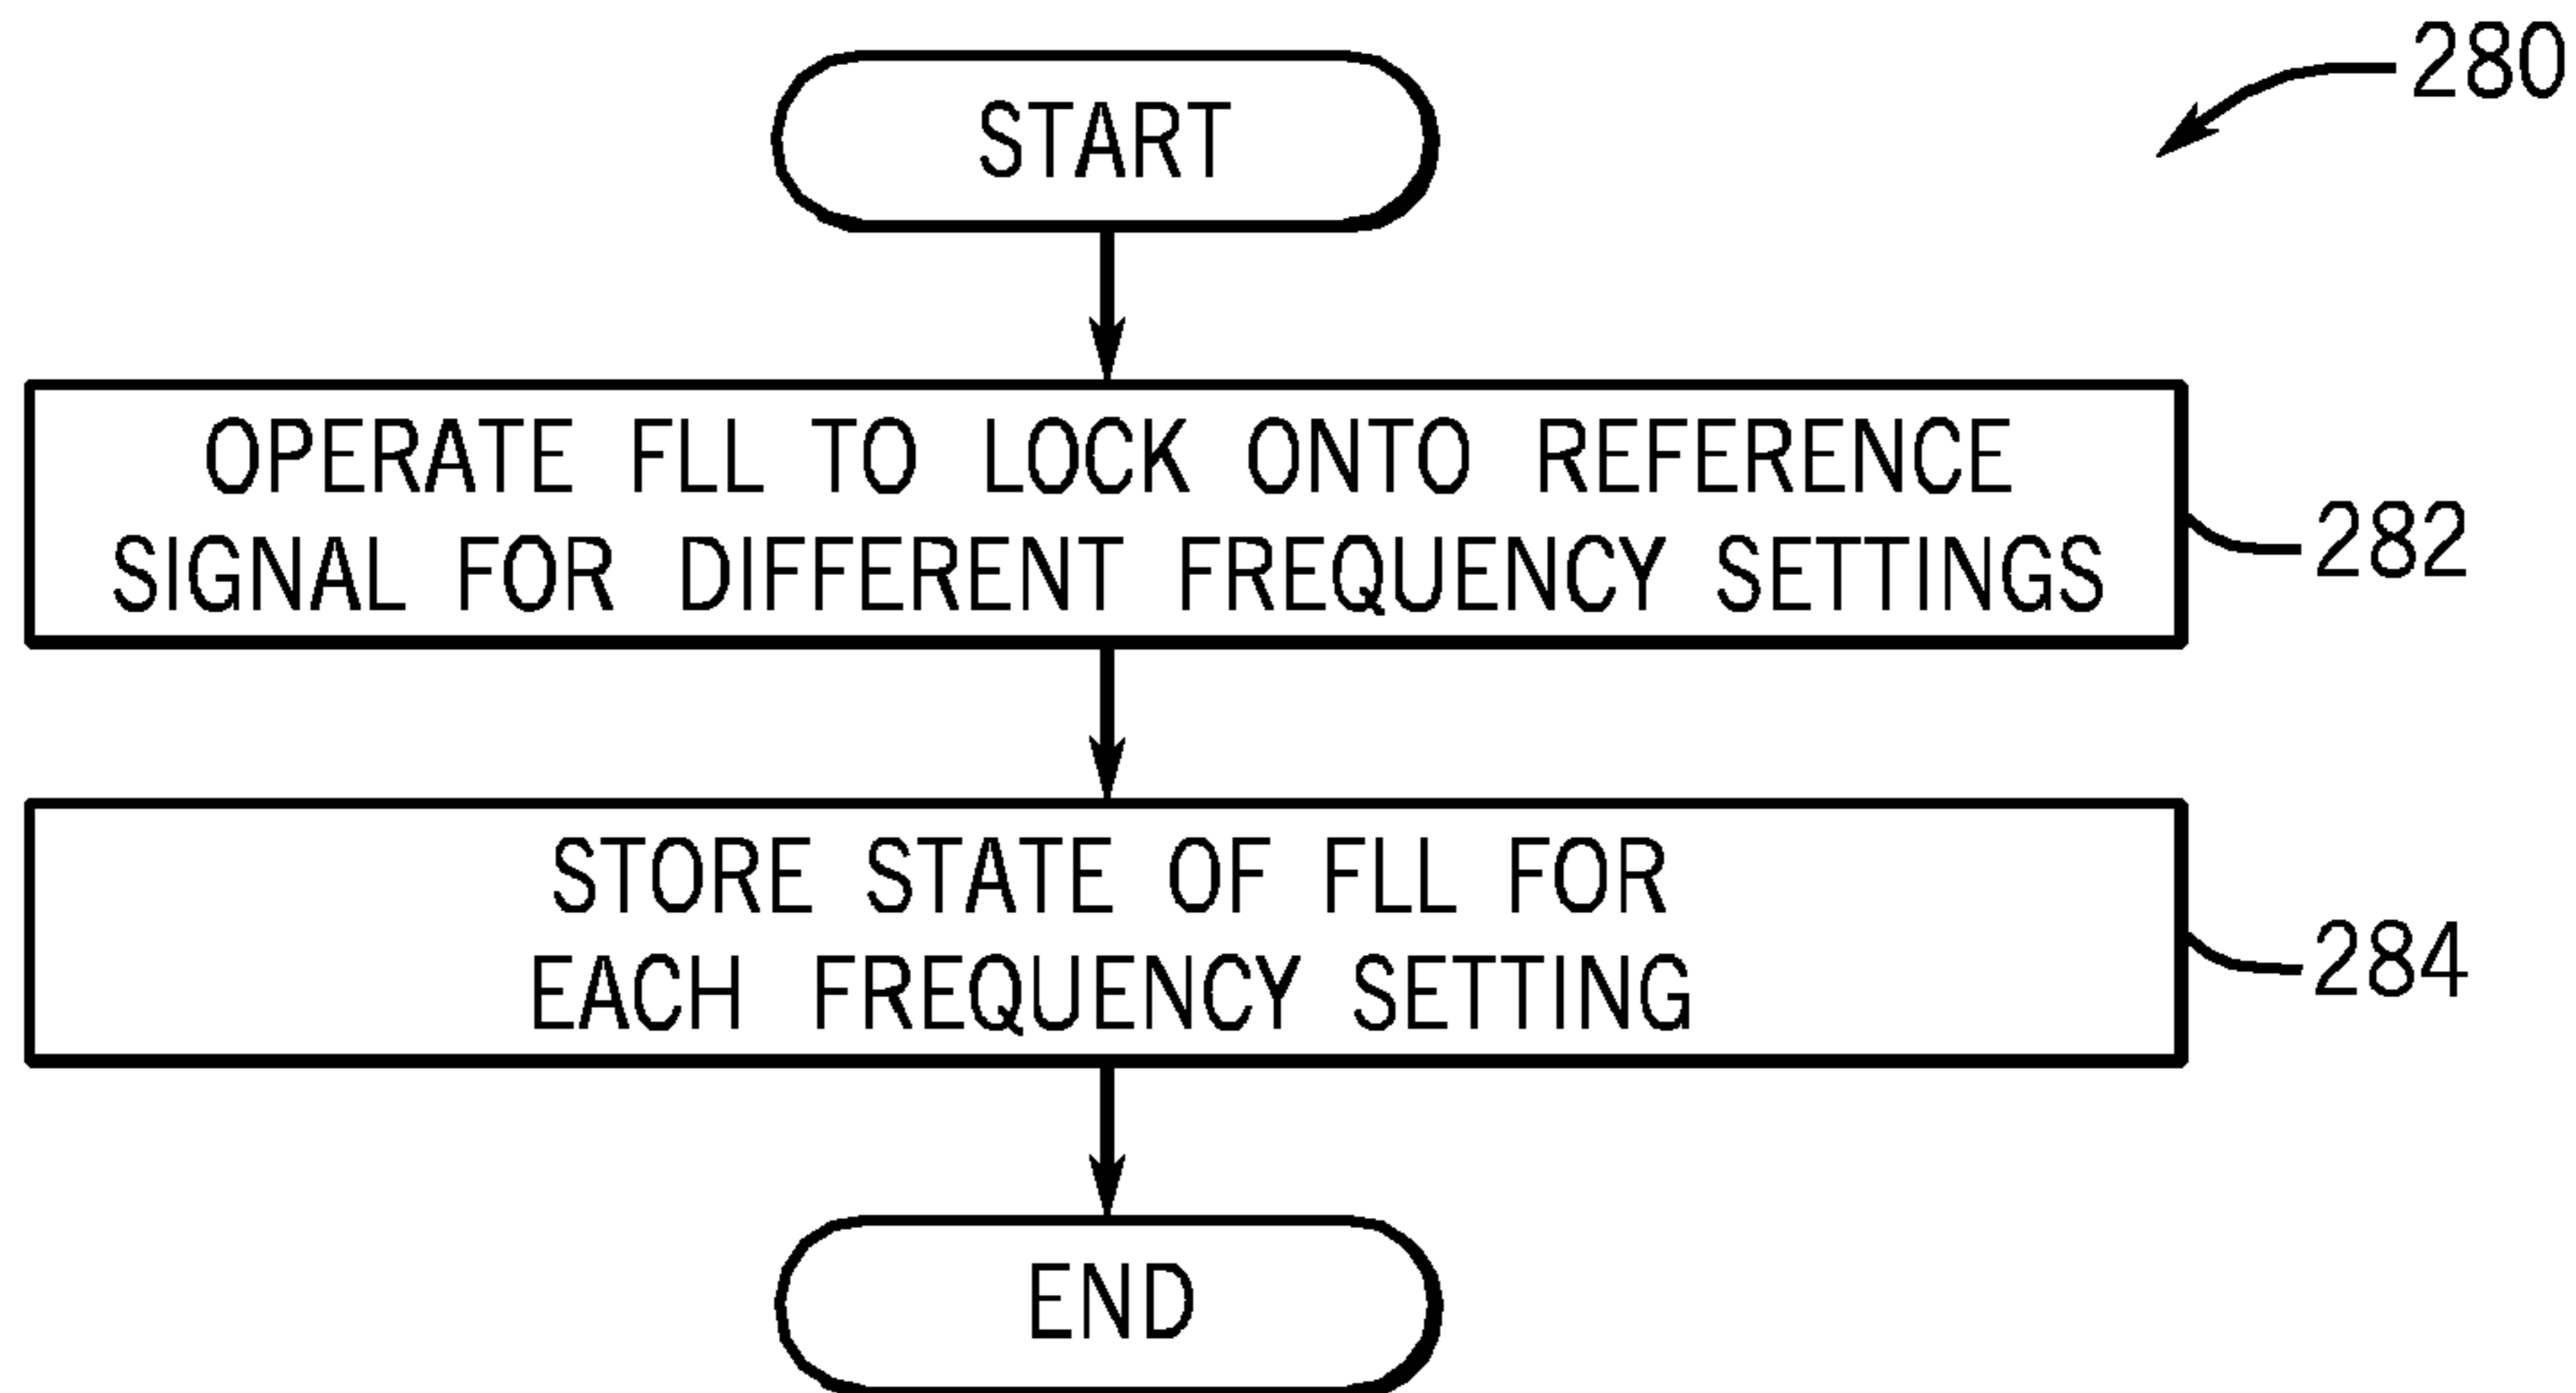 START
280
OPERATE FLL TO LOCK ONTO REFERENCE
SIGNAL FOR DIFFERENT FREQUENCY SETTINGS
282
STORE STATE OF FLL FOR
EACH FREQUENCY SETTING
284
END